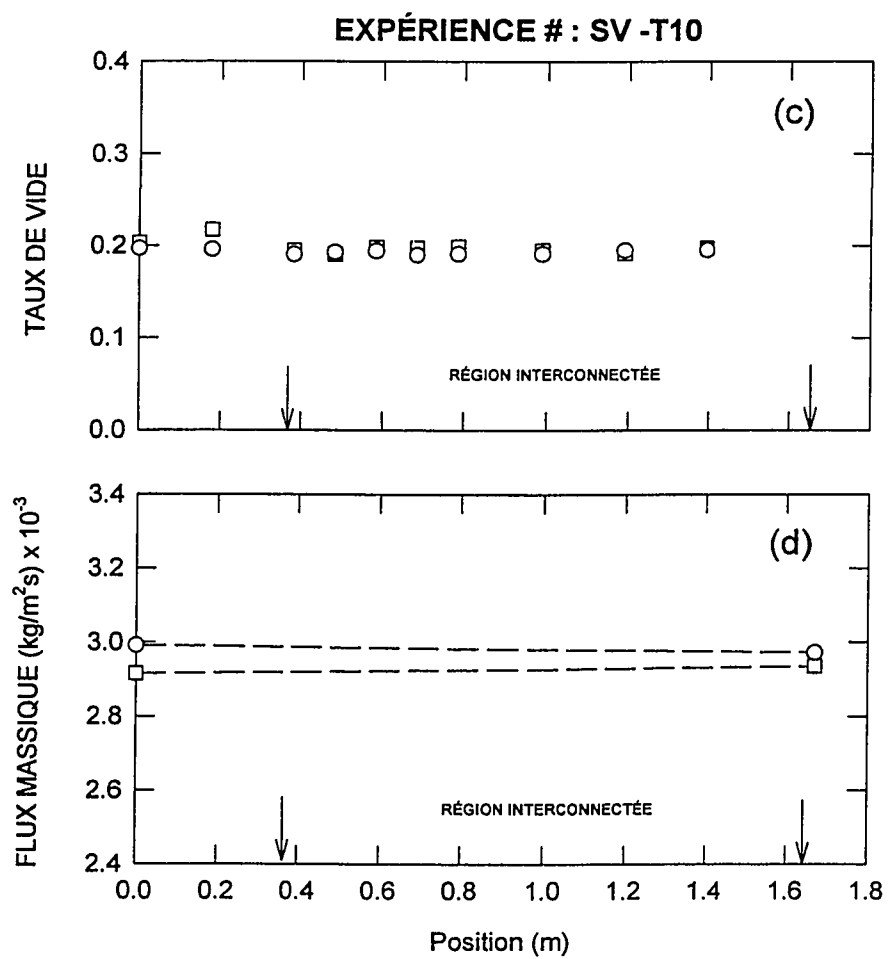 EXPÉRIENCE # : SV -T10
(c)
TAUX DE VIDE
0.4
0.3
0.2
0.1
0.0
RÉGION INTERCONNECTÉE
(d)
FLUX MASSIQUE (kg/m²s) x 10⁻³
3.4
3.2
3.0
2.8
2.6
2.4
RÉGION INTERCONNECTÉE
0.0 0.2 0.4 0.6 0.8 1.0 1.2 1.4 1.6 1.8
Position (m)